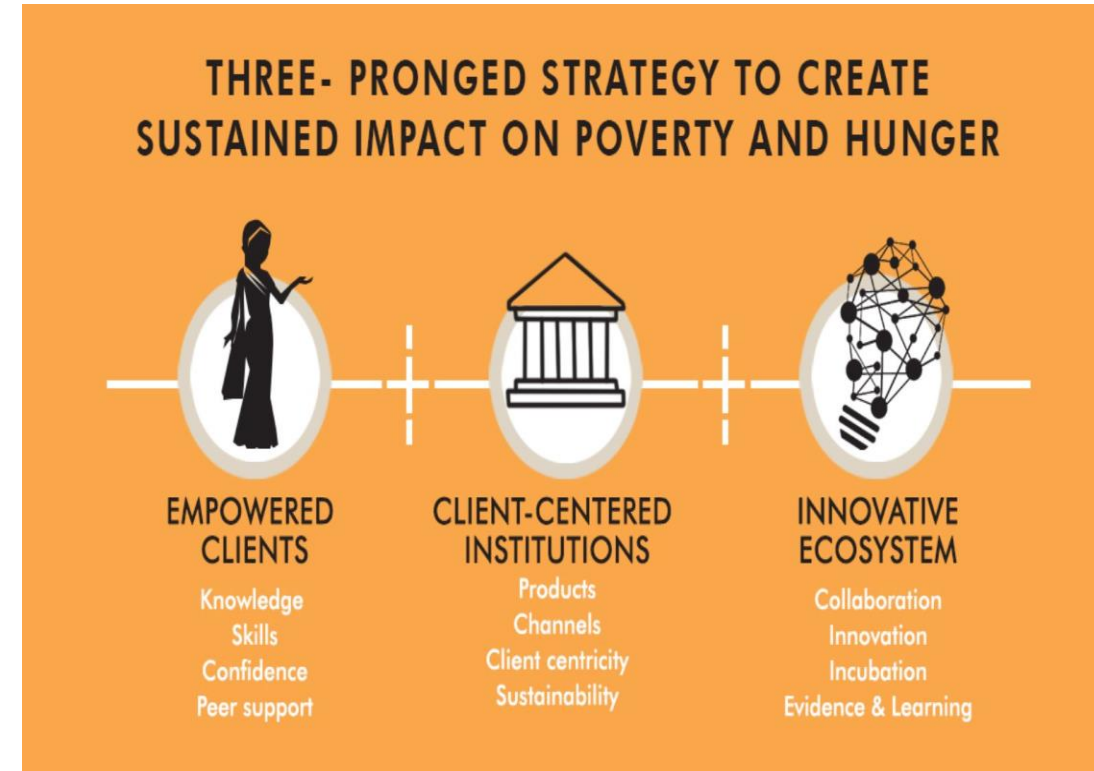 THREE- PRONGED STRATEGY TO CREATE
SUSTAINED IMPACT ON POVERTY AND HUNGER
EMPOWERED
CLIENTS
Knowledge
Skills
Confidence
Peer support
CLIENT-CENTERED
INSTITUTIONS
Products
Channels
Client centricity
Sustainability
INNOVATIVE
ECOSYSTEM
Collaboration
Innovation
Incubation
Evidence & Learning